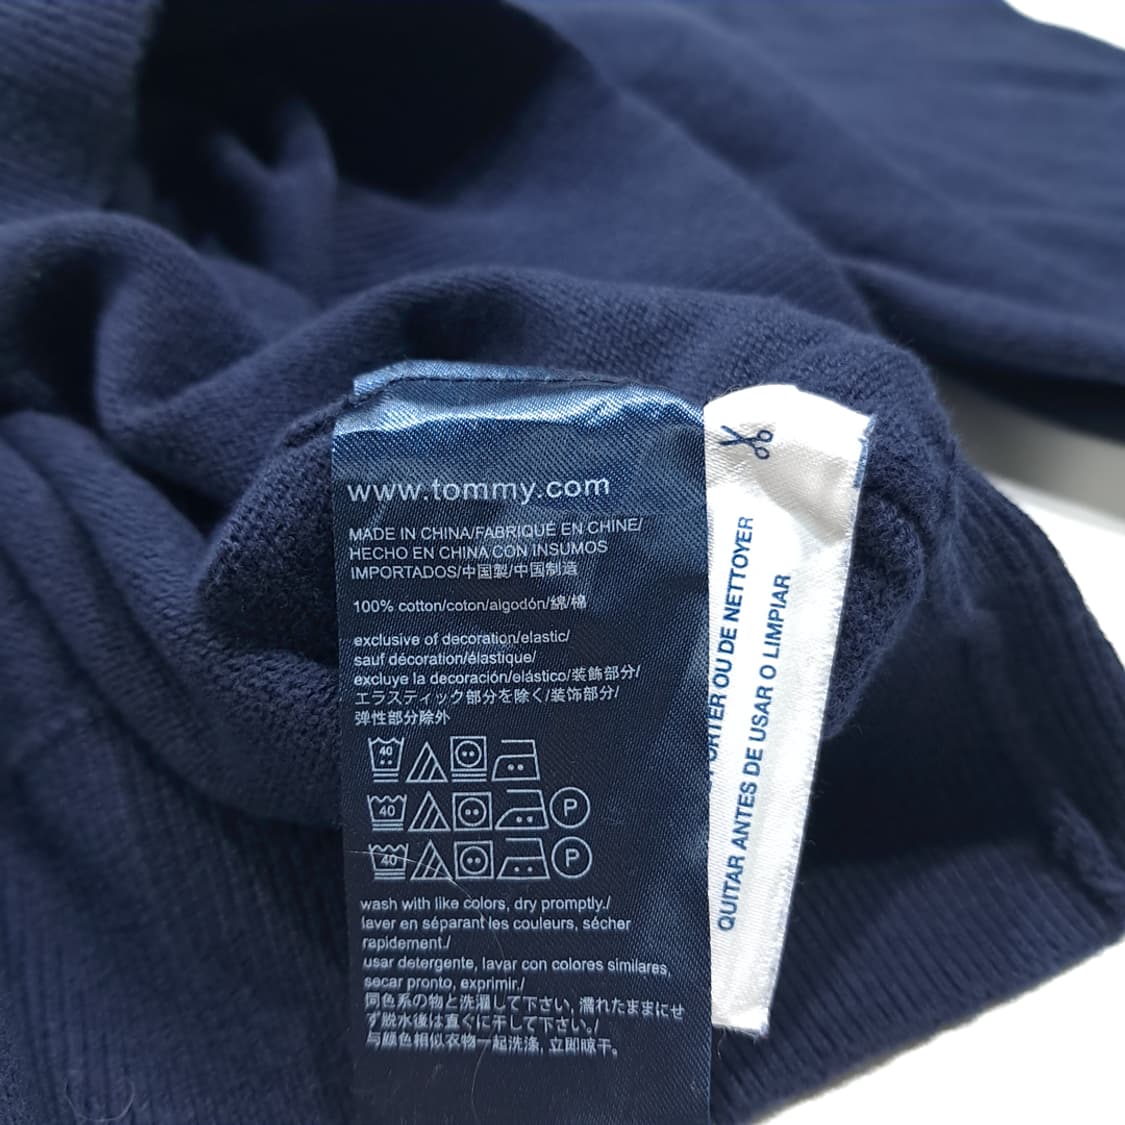 www.tommy.com
MADE IN CHINA/FABRIQUÉ EN CHINE/
HECHO EN CHINA CON INSUMOS
IMPORTADOS/中国製/中国制造
100% cotton/coton/algodón/綿/棉
exclusive of decoration/elastic/
sauf décoration/élastique/
excluye la decoración/elástico/装飾部分/
エラスティック部分を除く/装饰部分/
弹性部分除外
40
40 P
40 P
wash with like colors, dry promptly./
laver en séparant les couleurs, sécher
rapidement./
usar detergente, lavar con colores similares,
secar pronto, exprimir./
同色系の物と洗濯して下さい, 濡れたままにせ
ず脱水後は直ぐに干して下さい./
与颜色相似衣物一起洗涤, 立即晾干。
OU DE NETTOYER
QUITAR ANTES DE USAR O LIMPIAR